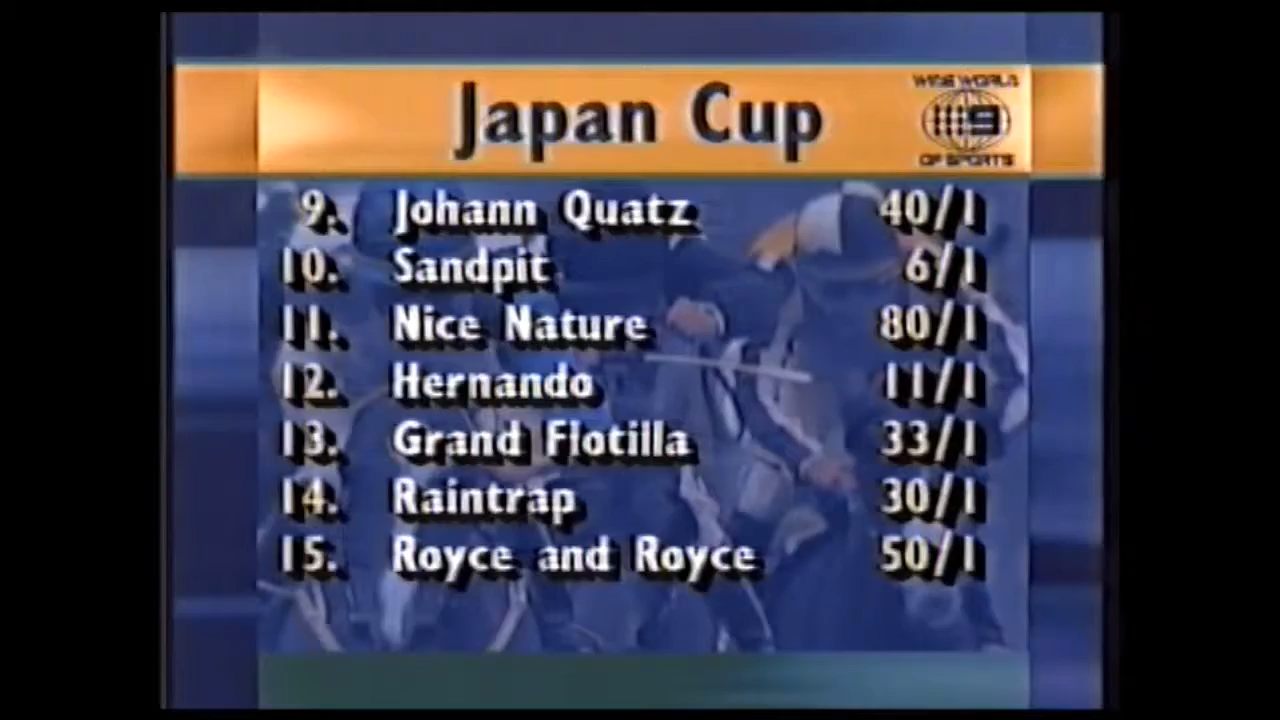 Japan Cup
WIDE WORLD
9
OF SPORTS
9. Johann Quatz 40/1
10. Sandpit 6/1
11. Nice Nature 80/1
12. Hernando 11/1
13. Grand Flotilla 33/1
14. Raintrap 30/1
15. Royce and Royce 50/1